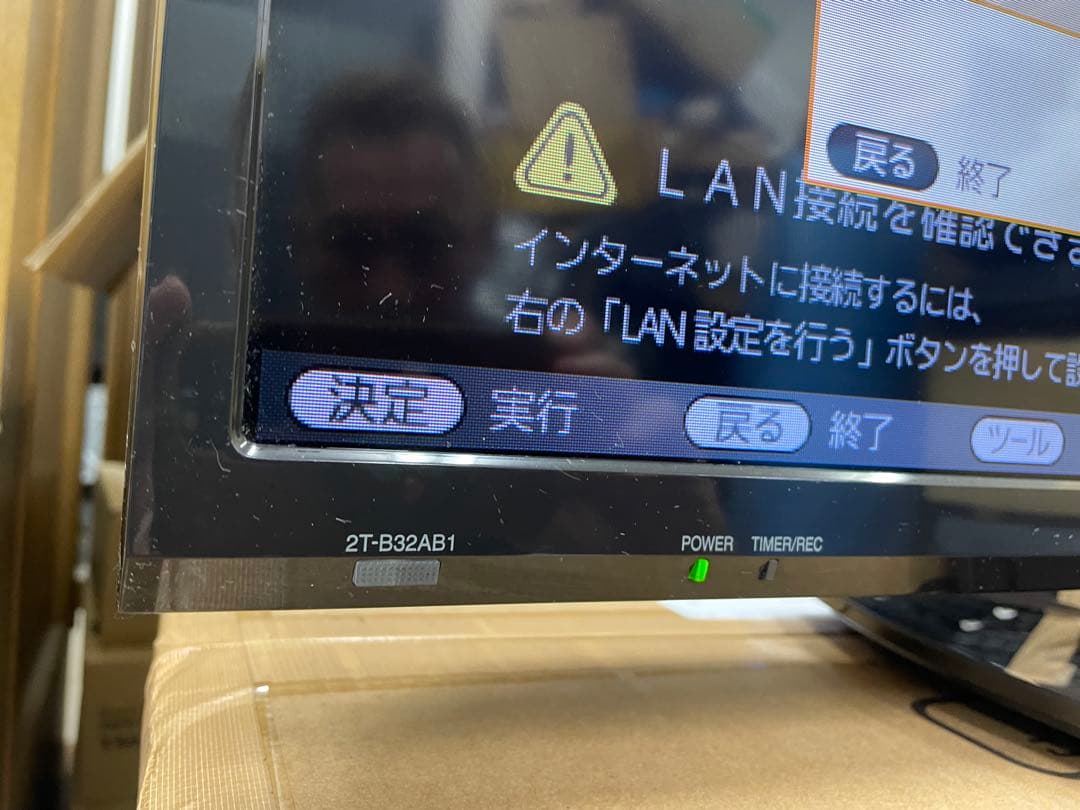 戻る 終了
LAN接続を確認でき
インターネットに接続するには、
右の「LAN設定を行う」ボタンを押して設
決定 実行 戻る 終了 ツール
2T-B32AB1
POWER TIMER/REC